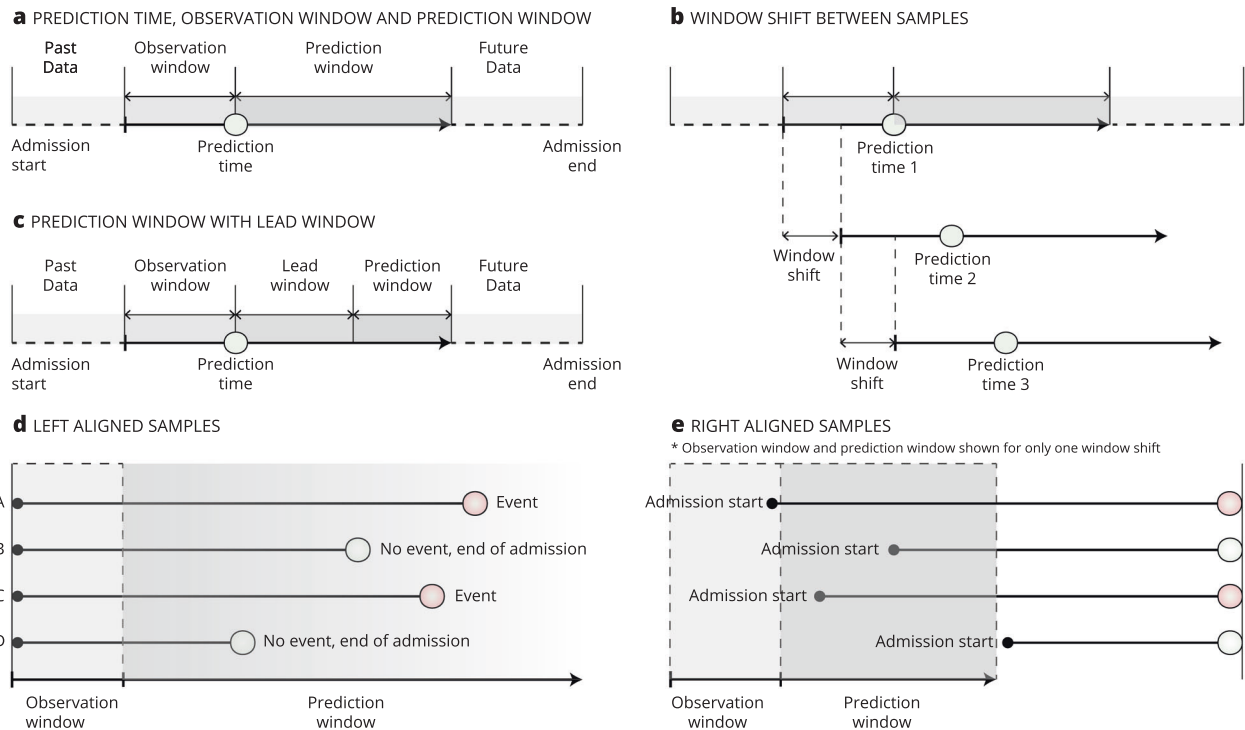 a PREDICTION TIME, OBSERVATION WINDOW AND PREDICTION WINDOW
Past
Data
Observation
window
Prediction
window
Future
Data
Admission
start
Prediction
time
Admission
end
b WINDOW SHIFT BETWEEN SAMPLES
Prediction
time 1
Window
shift
Prediction
time 2
Window
shift
Prediction
time 3
c PREDICTION WINDOW WITH LEAD WINDOW
Past
Data
Observation
window
Lead
window
Prediction
window
Future
Data
Admission
start
Prediction
time
Admission
end
d LEFT ALIGNED SAMPLES
A
Event
B
No event, end of admission
C
Event
D
No event, end of admission
Observation
window
Prediction
window
e RIGHT ALIGNED SAMPLES
* Observation window and prediction window shown for only one window shift
Admission start
Admission start
Admission start
Admission start
Observation
window
Prediction
window